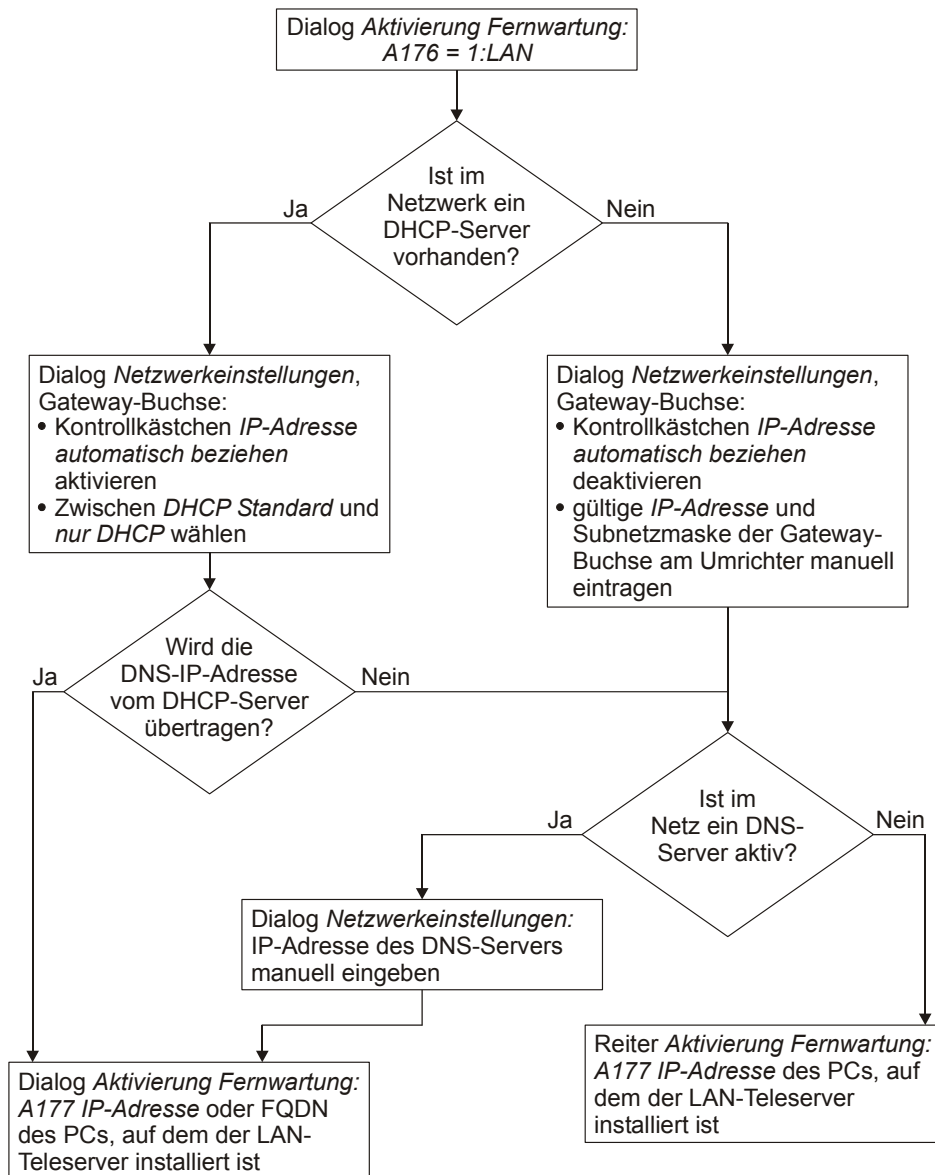 Dialog Aktivierung Fernwartung:
A176 = 1:LAN
Ist im
Netzwerk ein
DHCP-Server
vorhanden?
Ja
Nein
Dialog Netzwerkeinstellungen,
Gateway-Buchse:
• Kontrollkästchen IP-Adresse
automatisch beziehen
aktivieren
• Zwischen DHCP Standard und
nur DHCP wählen
Dialog Netzwerkeinstellungen,
Gateway-Buchse:
• Kontrollkästchen IP-Adresse
automatisch beziehen
deaktivieren
• gültige IP-Adresse und
Subnetzmaske der Gateway-
Buchse am Umrichter manuell
eintragen
Wird die
DNS-IP-Adresse
vom DHCP-Server
übertragen?
Ja
Nein
Ist im
Netz ein DNS-
Server aktiv?
Ja
Nein
Dialog Netzwerkeinstellungen:
IP-Adresse des DNS-Servers
manuell eingeben
Dialog Aktivierung Fernwartung:
A177 IP-Adresse oder FQDN
des PCs, auf dem der LAN-
Teleserver installiert ist
Reiter Aktivierung Fernwartung:
A177 IP-Adresse des PCs, auf
dem der LAN-Teleserver
installiert ist